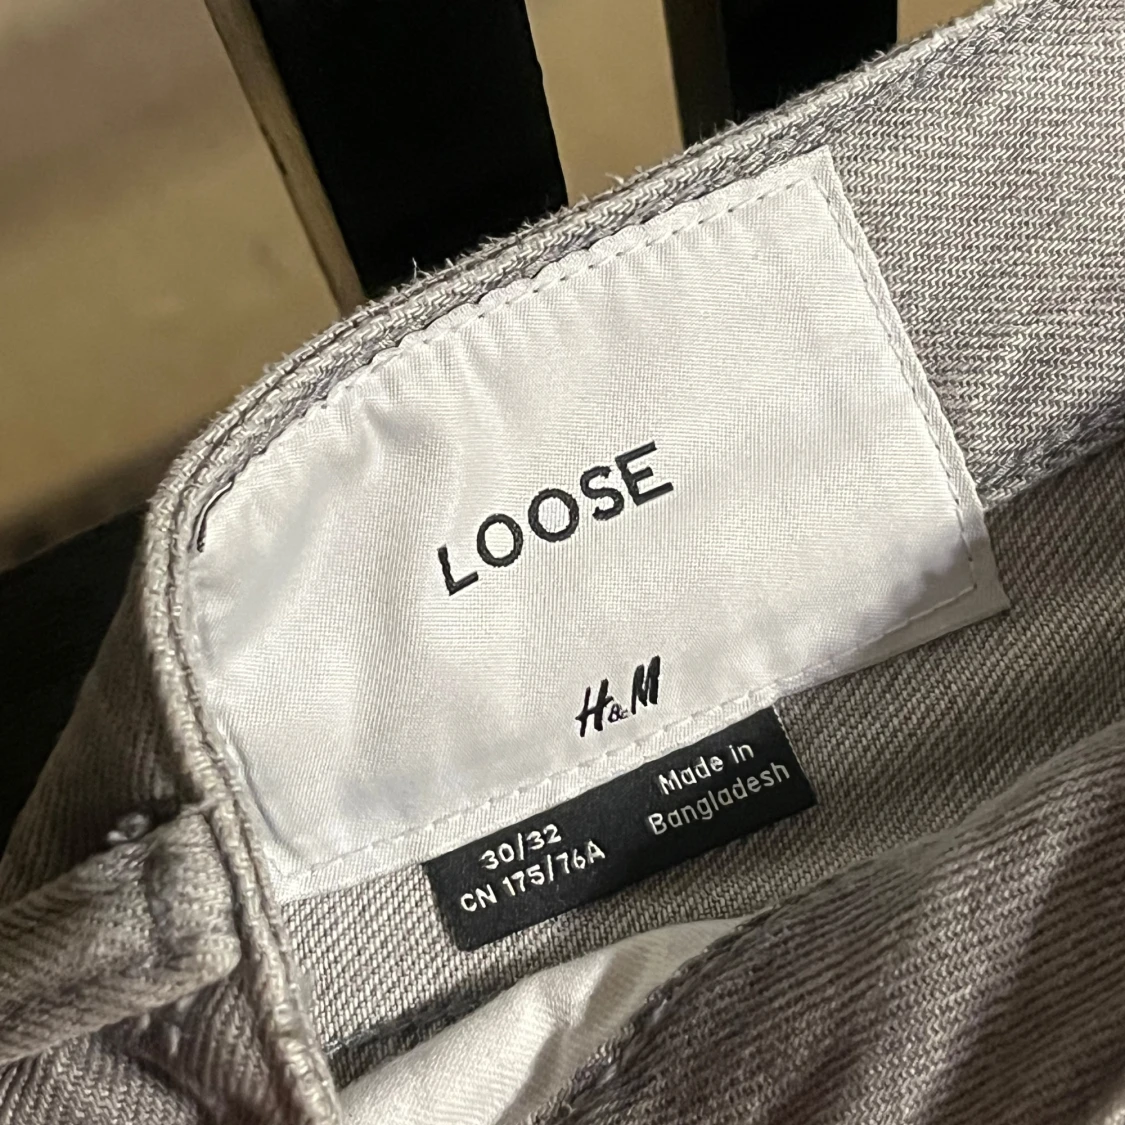 LOOSE
H&M
30/32
CN 175/76A
Made in
Bangladesh